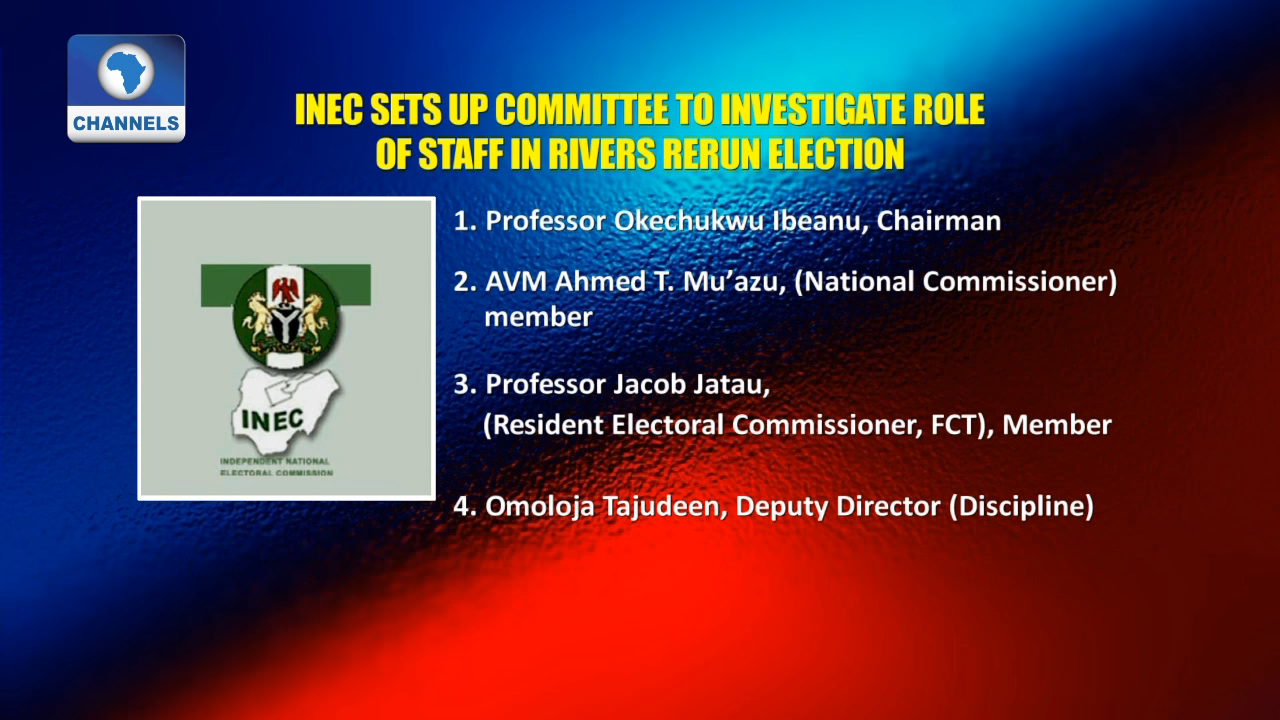 CHANNELS
INEC SETS UP COMMITTEE TO INVESTIGATE ROLE
OF STAFF IN RIVERS RERUN ELECTION
INEC
INDEPENDENT NATIONAL
ELECTORAL COMMISSION
1. Professor Okechukwu Ibeanu, Chairman
2. AVM Ahmed T. Mu’azu, (National Commissioner)
member
3. Professor Jacob Jatau,
(Resident Electoral Commissioner, FCT), Member
4. Omoloja Tajudeen, Deputy Director (Discipline)